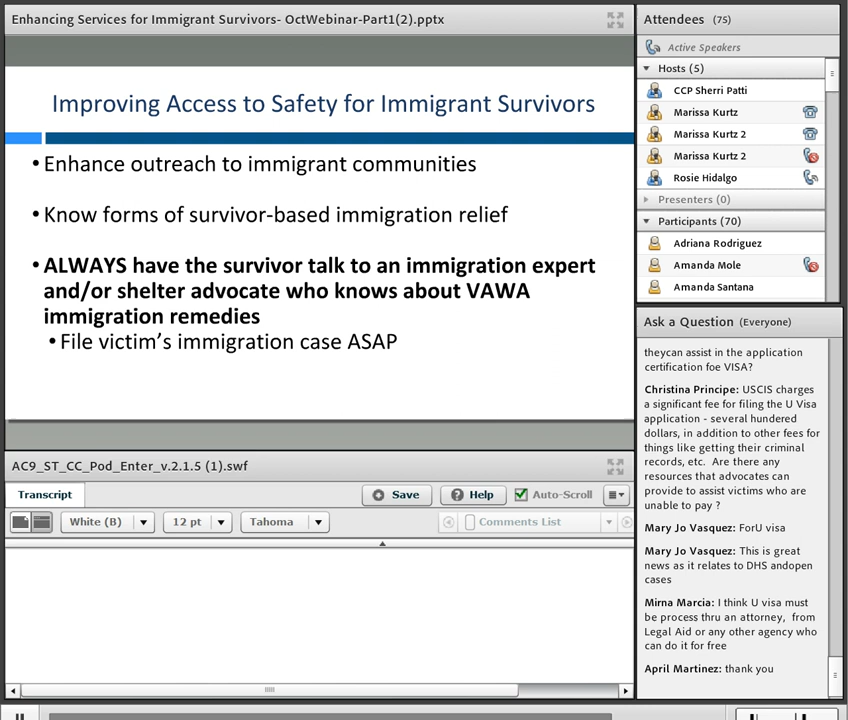 Enhancing Services for Immigrant Survivors- OctWebinar-Part1(2).pptx
Improving Access to Safety for Immigrant Survivors
• Enhance outreach to immigrant communities
• Know forms of survivor-based immigration relief
• ALWAYS have the survivor talk to an immigration expert
and/or shelter advocate who knows about VAWA
immigration remedies
• File victim's immigration case ASAP
AC9_ST_CC_Pod_Enter_v.2.1.5 (1).swf
Transcript
Save
Help
Auto-Scroll
White (B)
12 pt
Tahoma
Comments List
Attendees (75)
Active Speakers
Hosts (5)
CCP Sherri Patti
Marissa Kurtz
Marissa Kurtz 2
Marissa Kurtz 2
Rosie Hidalgo
Presenters (0)
Participants (70)
Adriana Rodriguez
Amanda Mole
Amanda Santana
Ask a Question (Everyone)
theycan assist in the application
certification foe VISA?
Christina Principe: USCIS charges
a significant fee for filing the U Visa
application - several hundered
dollars, in addition to other fees for
things like getting their criminal
records, etc. Are there any
resources that advocates can
provide to assist victims who are
unable to pay ?
Mary Jo Vasquez: ForU visa
Mary Jo Vasquez: This is great
news as it relates to DHS andopen
cases
Mirna Marcia: I think U visa must
be process thru an attorney, from
Legal Aid or any other agency who
can do it for free
April Martinez: thank you